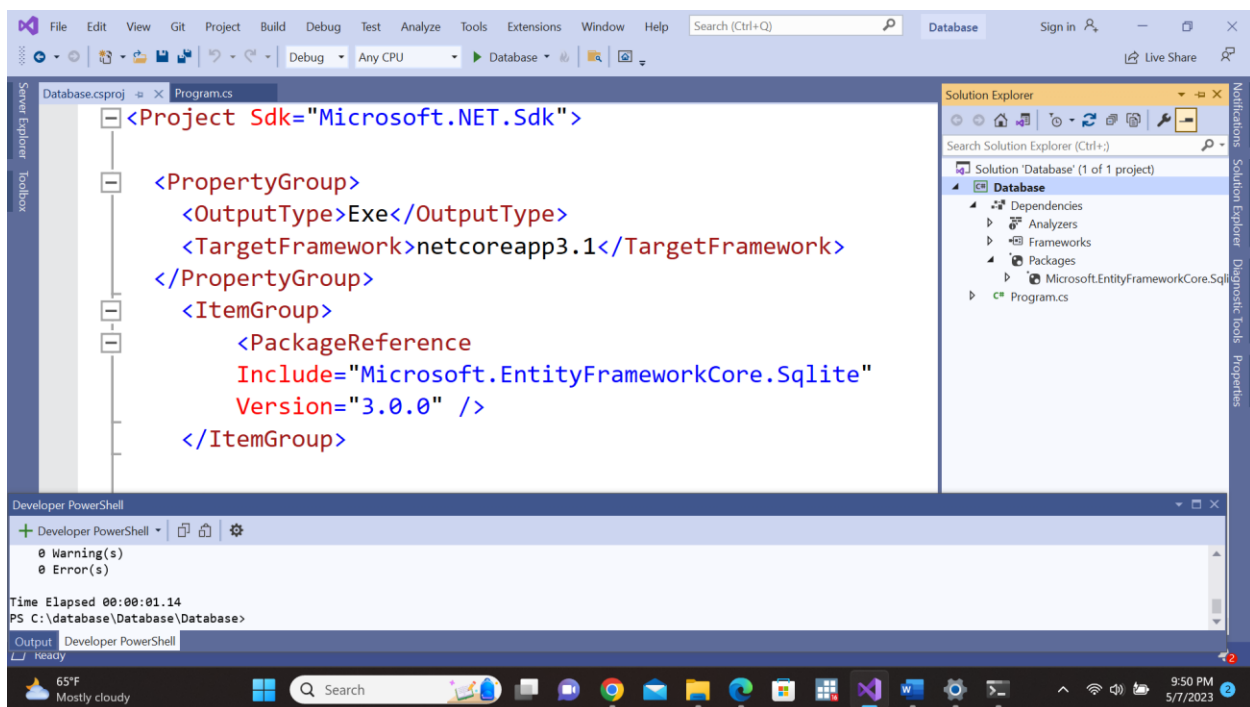 File Edit View Git Project Build Debug Test Analyze Tools Extensions Window Help Search (Ctrl+Q) Database Sign in
Debug Any CPU Database Live Share
Server Explorer
Toolbox
Database.csproj Program.cs
<Project Sdk="Microsoft.NET.Sdk">
<PropertyGroup>
<OutputType>Exe</OutputType>
<TargetFramework>netcoreapp3.1</TargetFramework>
</PropertyGroup>
<ItemGroup>
<PackageReference
Include="Microsoft.EntityFrameworkCore.Sqlite"
Version="3.0.0" />
</ItemGroup>
Solution Explorer
Search Solution Explorer (Ctrl+;)
Solution 'Database' (1 of 1 project)
C# Database
Dependencies
Analyzers
Frameworks
Packages
Microsoft.EntityFrameworkCore.Sqli
C# Program.cs
Notifications
Solution Explorer
Diagnostic Tools
Properties
Developer PowerShell
Developer PowerShell
0 Warning(s)
0 Error(s)
Time Elapsed 00:00:01.14
PS C:\database\Database\Database>
Output Developer PowerShell
Ready 2
65°F
Mostly cloudy
Search
9:50 PM
5/7/2023
2